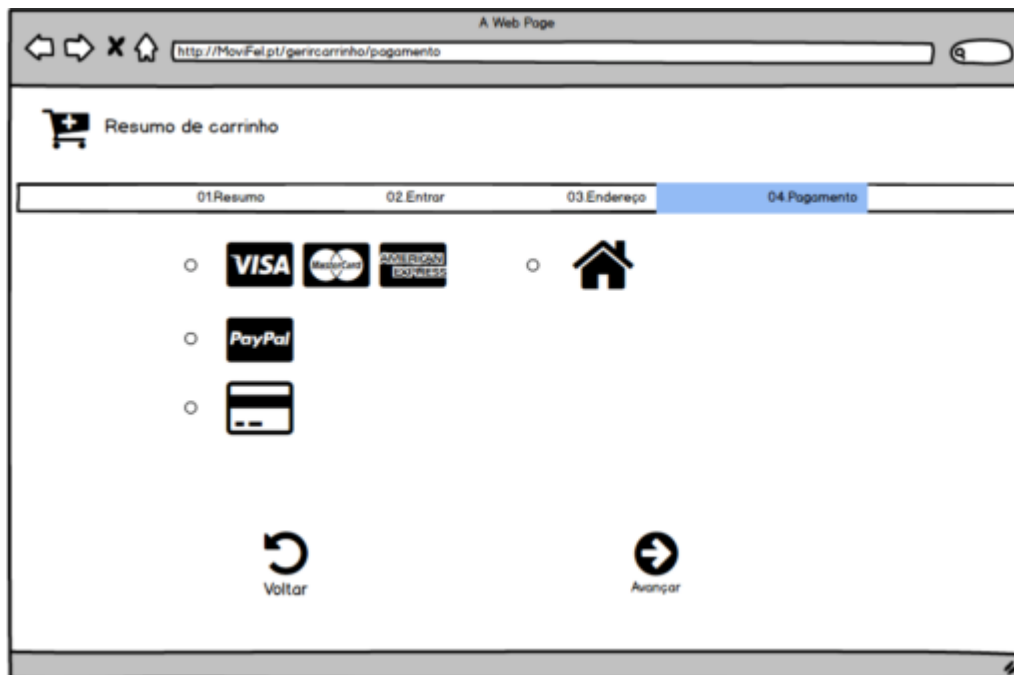 A Web Page
http://MoviFel.pt/gerircarrinho/pagamento
Resumo de carrinho
01.Resumo 02.Entrar 03.Endereço 04.Pagamento
VISA MasterCard AMERICAN EXPRESS
PayPal
Voltar Avançar